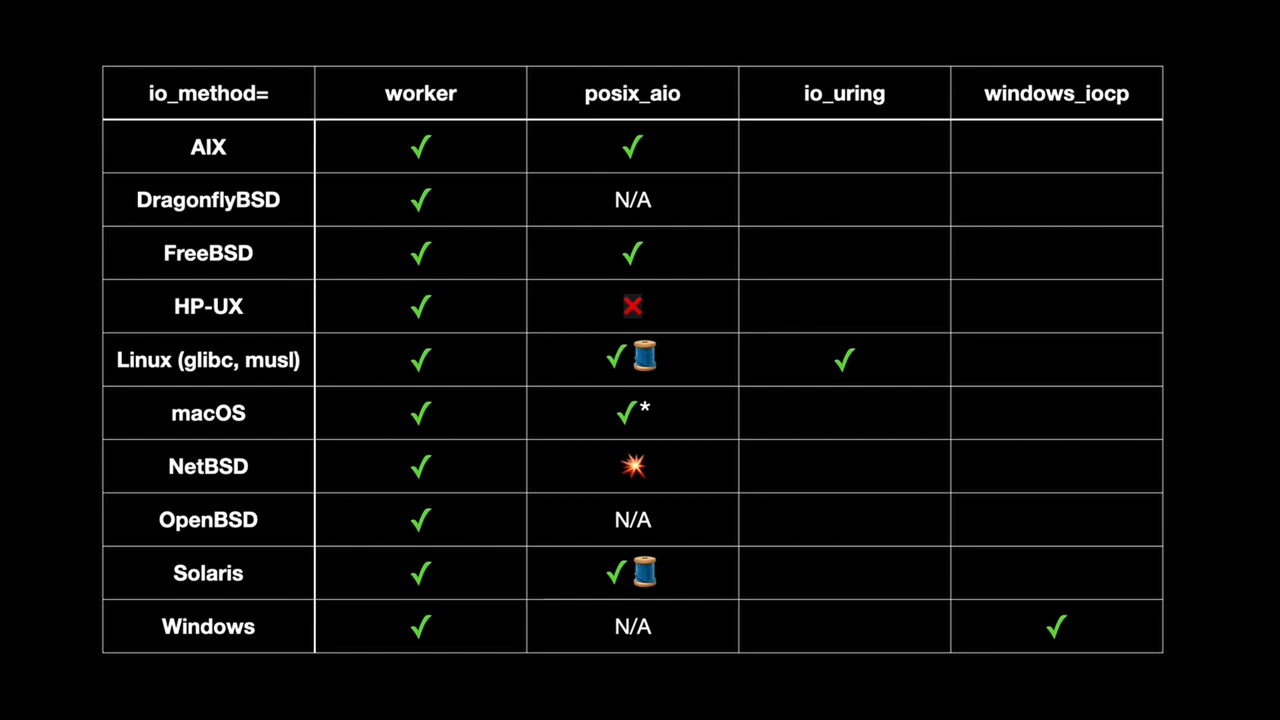 io_method= worker posix_aio io_uring windows_iocp
AIX ✓ ✓
DragonflyBSD ✓ N/A
FreeBSD ✓ ✓
HP-UX ✓ ❌
Linux (glibc, musl) ✓ ✓🧵 ✓
macOS ✓ ✓*
NetBSD ✓ 💥
OpenBSD ✓ N/A
Solaris ✓ ✓🧵
Windows ✓ N/A ✓